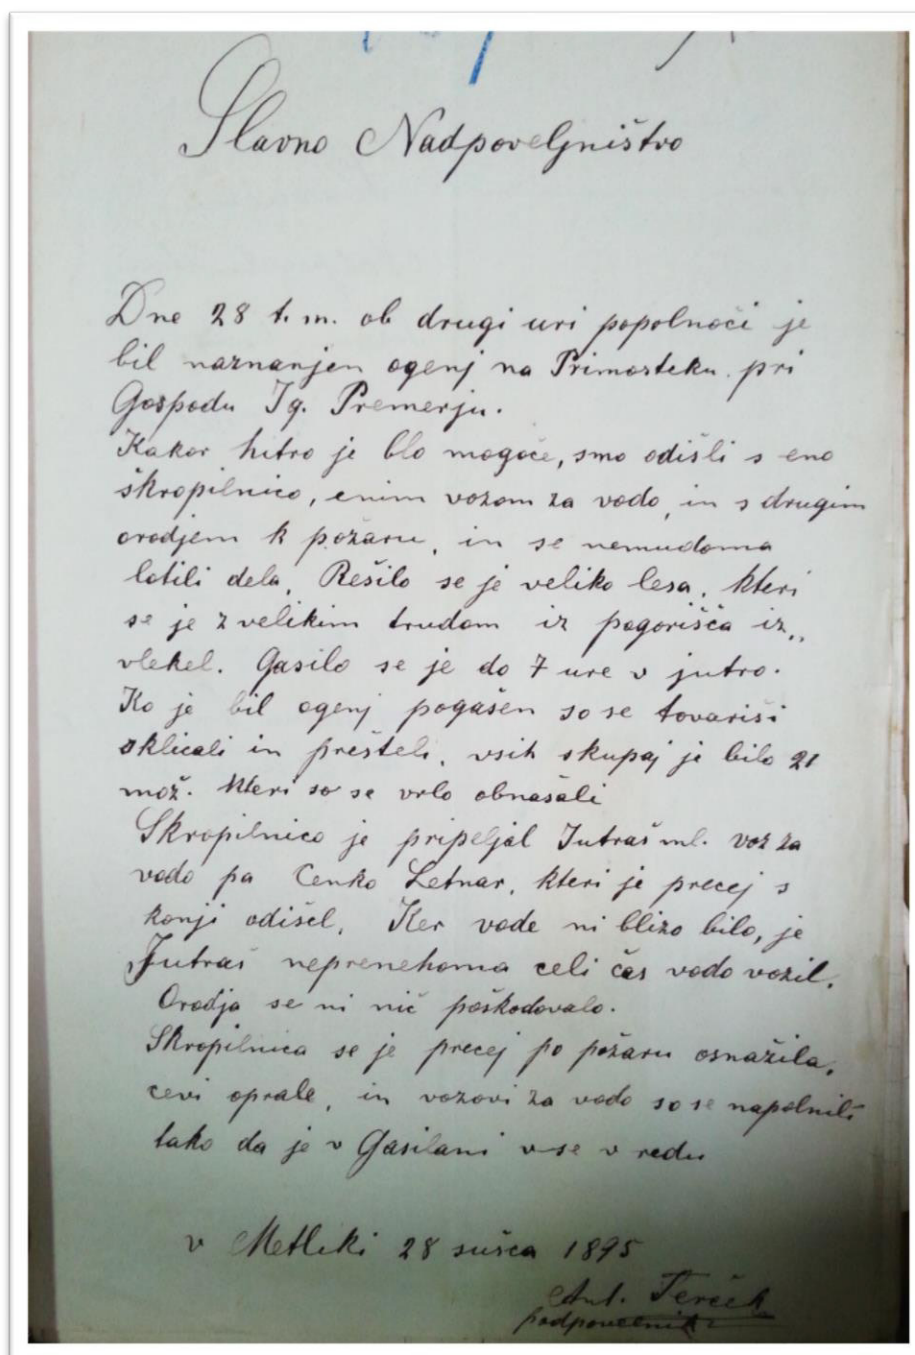 Slavno Nadpoveljništvo
Dne 28 t. m. ob drugi uri popolnoči je
bil naznanjen ogenj na Primosteku pri
Gospodu Ig. Premerju.
Kakor hitro je blo mogoče, smo odišli s eno
škropilnico, enim vozom za vodo, in s drugim
orodjem k požaru, in se nemudoma
lotili dela, Rešilo se je veliko lesa, kteri
se je z velikim trudom iz pogorišča iz„
vlekel. Gasilo se je do 7 ure v jutro.
Ko je bil ogenj pogašen so se tovariši
sklicali in prešteli, vsih skupaj je bilo 21
mož. kteri so se vrlo obnašali
Skropilnico je pripeljal Jutraš ml. voz za
vodo pa Cenko Letnar, kteri je precej s
konji odišel, Ker vode ni blizo bilo, je
Jutraš neprenehoma celi čas vodo vozil.
Orodja se ni nič poškodovalo.
Skropilnica se je precej po požaru osnažila,
cevi oprale, in vozovi za vodo so se napolnili
tako da je v Gasilani v-se v redu
v Metliki 28 sušca 1895
Ant.